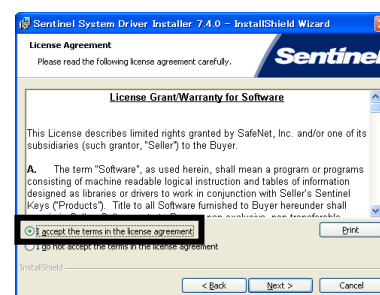 Sentinel System Driver Installer 7.4.0 - InstallShield Wizard
License Agreement
Please read the following license agreement carefully.
Sentinel
License Grant/Warranty for Software
This License describes limited rights granted by SafeNet, Inc. and/or one of its
subsidiaries (such grantor, "Seller") to the Buyer.
A. The term "Software", as used herein, shall mean a program or programs
consisting of machine readable logical instruction and tables of information
designed as libraries or drivers to work in conjunction with Seller's Sentinel
Keys ("Products"). Title to all Software furnished to Buyer hereunder shall
I accept the terms in the license agreement
Print
I do not accept the terms in the license agreement
InstallShield
< Back
Next >
Cancel